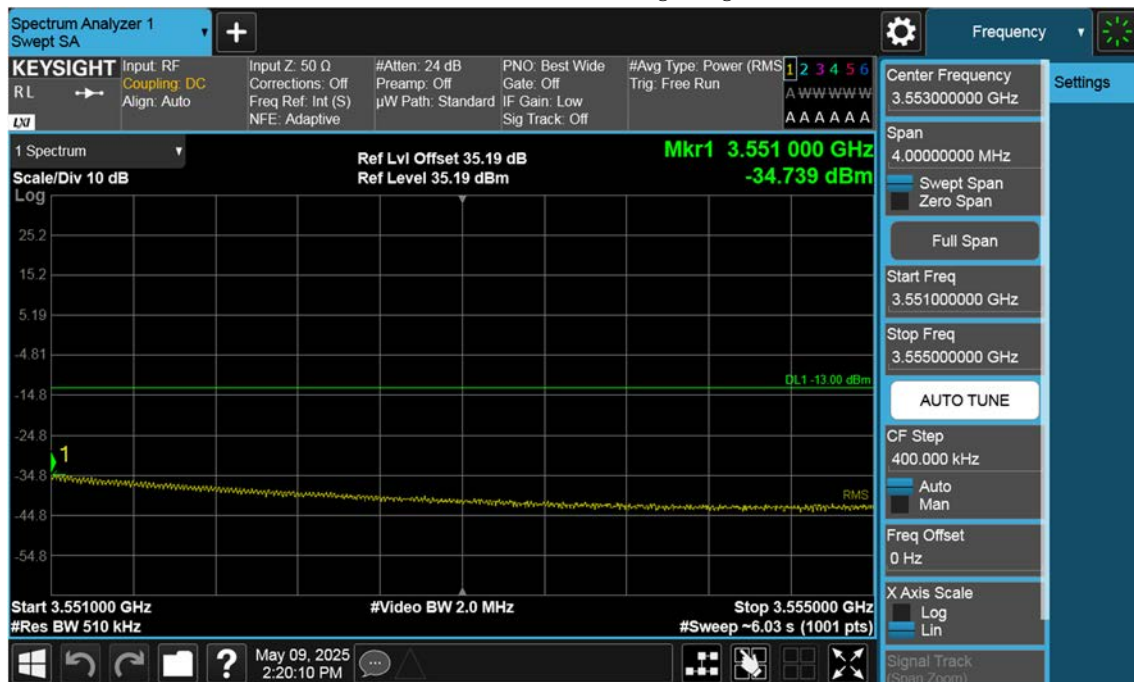 Spectrum Analyzer 1
Swept SA
+
Frequency
KEYSIGHT
RL
LXI
Input: RF
Coupling: DC
Align: Auto
Input Z: 50 Ω
Corrections: Off
Freq Ref: Int (S)
NFE: Adaptive
#Atten: 24 dB
Preamp: Off
µW Path: Standard
PNO: Best Wide
Gate: Off
IF Gain: Low
Sig Track: Off
#Avg Type: Power (RMS
Trig: Free Run
1 2 3 4 5 6
A W W W W W
A A A A A A
1 Spectrum
Scale/Div 10 dB
Log
Ref Lvl Offset 35.19 dB
Ref Level 35.19 dBm
Mkr1 3.551 000 GHz
-34.739 dBm
25.2
15.2
5.19
-4.81
-14.8
-24.8
-34.8
-44.8
-54.8
DL1 -13.00 dBm
1
RMS
Start 3.551000 GHz
#Res BW 510 kHz
#Video BW 2.0 MHz
Stop 3.555000 GHz
#Sweep ~6.03 s (1001 pts)
?
May 09, 2025
2:20:10 PM
Center Frequency
3.553000000 GHz
Span
4.00000000 MHz
Swept Span
Zero Span
Full Span
Start Freq
3.551000000 GHz
Stop Freq
3.555000000 GHz
AUTO TUNE
CF Step
400.000 kHz
Auto
Man
Freq Offset
0 Hz
X Axis Scale
Log
Lin
Signal Track
(Span Zoom)
Settings